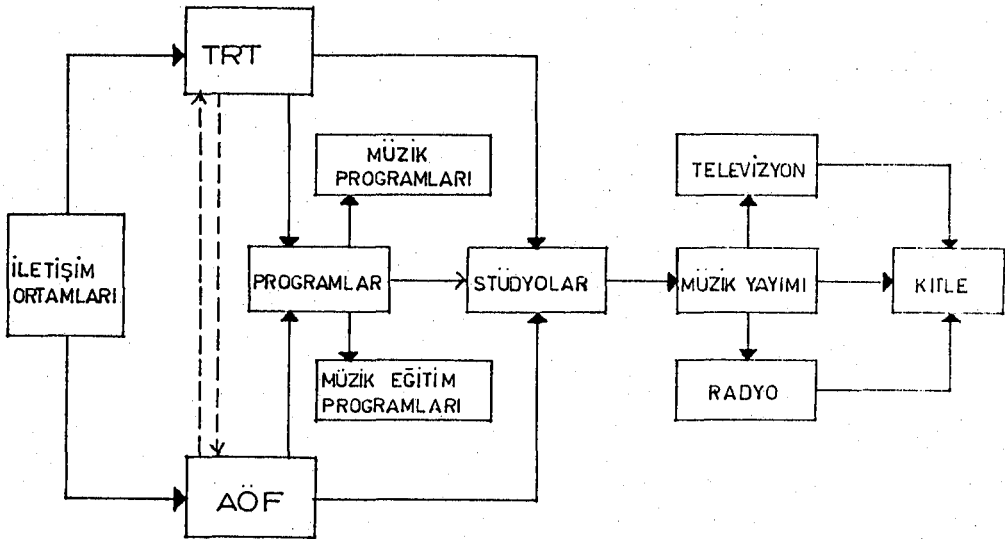 TRT
MÜZİK
PROGRAMLARI
TELEVİZYON
İLETİŞİM
ORTAMLARI
PROGRAMLAR
STÜDYOLAR
MÜZİK YAYIMI
KİTLE
MÜZİK EĞİTİM
PROGRAMLARI
RADYO
AÖF